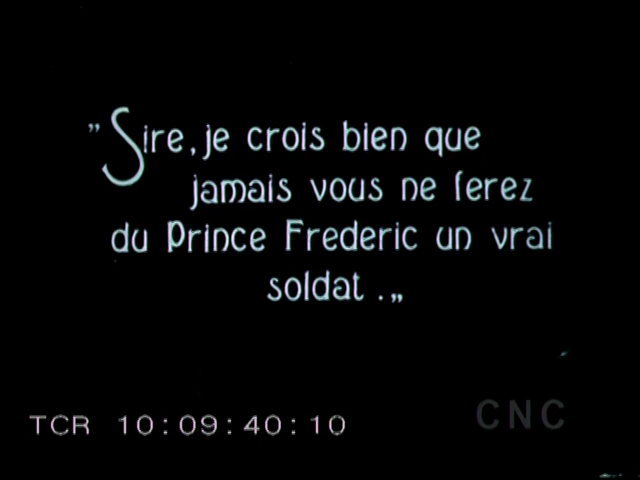 "Sire, je crois bien que
jamais vous ne ferez
du Prince Frederic un vrai
soldat . „
TCR 10:09:40:10
CNC